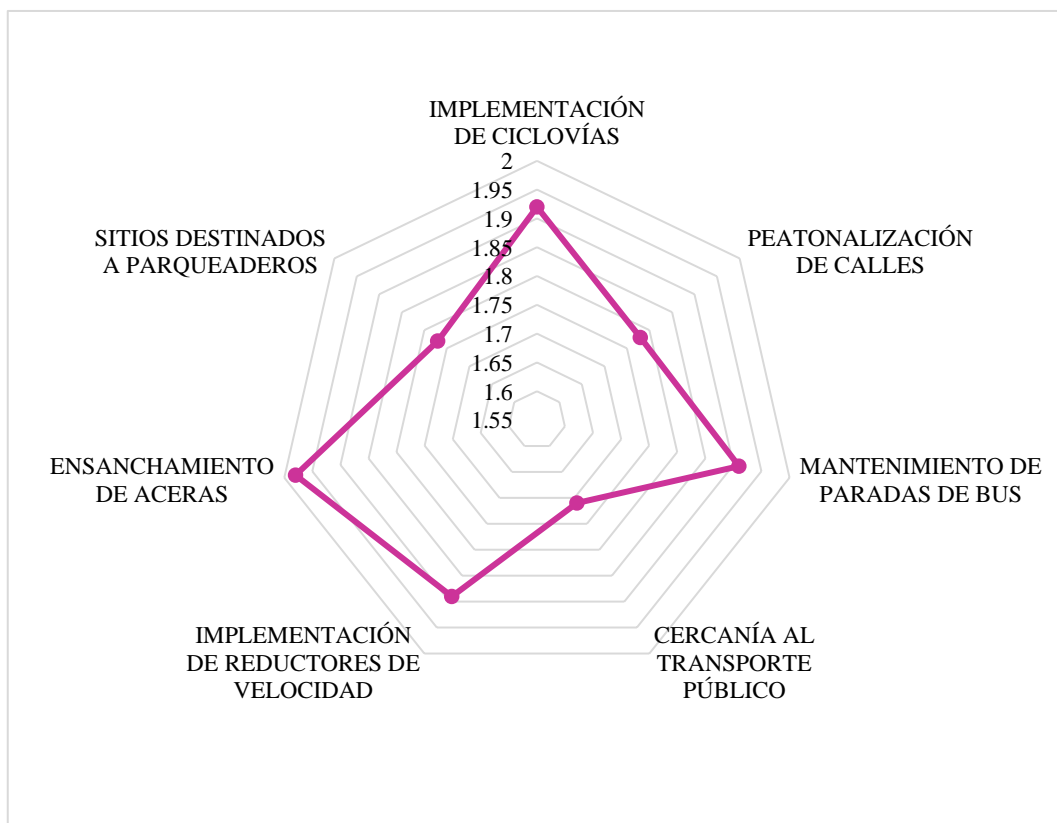 IMPLEMENTACIÓN
DE CICLOVÍAS
PEATONALIZACIÓN
DE CALLES
MANTENIMIENTO DE
PARADAS DE BUS
CERCANÍA AL
TRANSPORTE
PÚBLICO
IMPLEMENTACIÓN
DE REDUCTORES DE
VELOCIDAD
ENSANCHAMIENTO
DE ACERAS
SITIOS DESTINADOS
A PARQUEADEROS
2
1.95
1.9
1.85
1.8
1.75
1.7
1.65
1.6
1.55